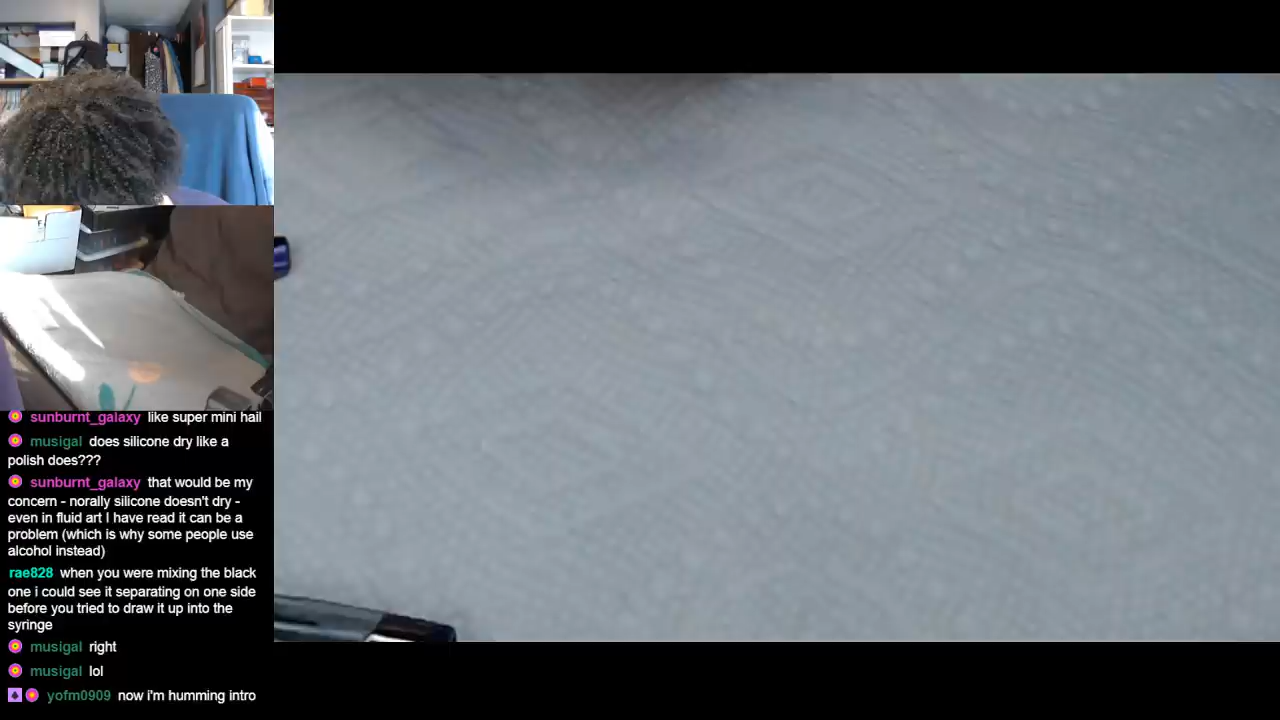 sunburnt_galaxy like super mini hail
musigal does silicone dry like a
polish does???
sunburnt_galaxy that would be my
concern - norally silicone doesn't dry -
even in fluid art I have read it can be a
problem (which is why some people use
alcohol instead)
rae828 when you were mixing the black
one i could see it separating on one side
before you tried to draw it up into the
syringe
musigal right
musigal lol
yofm0909 now i'm humming intro